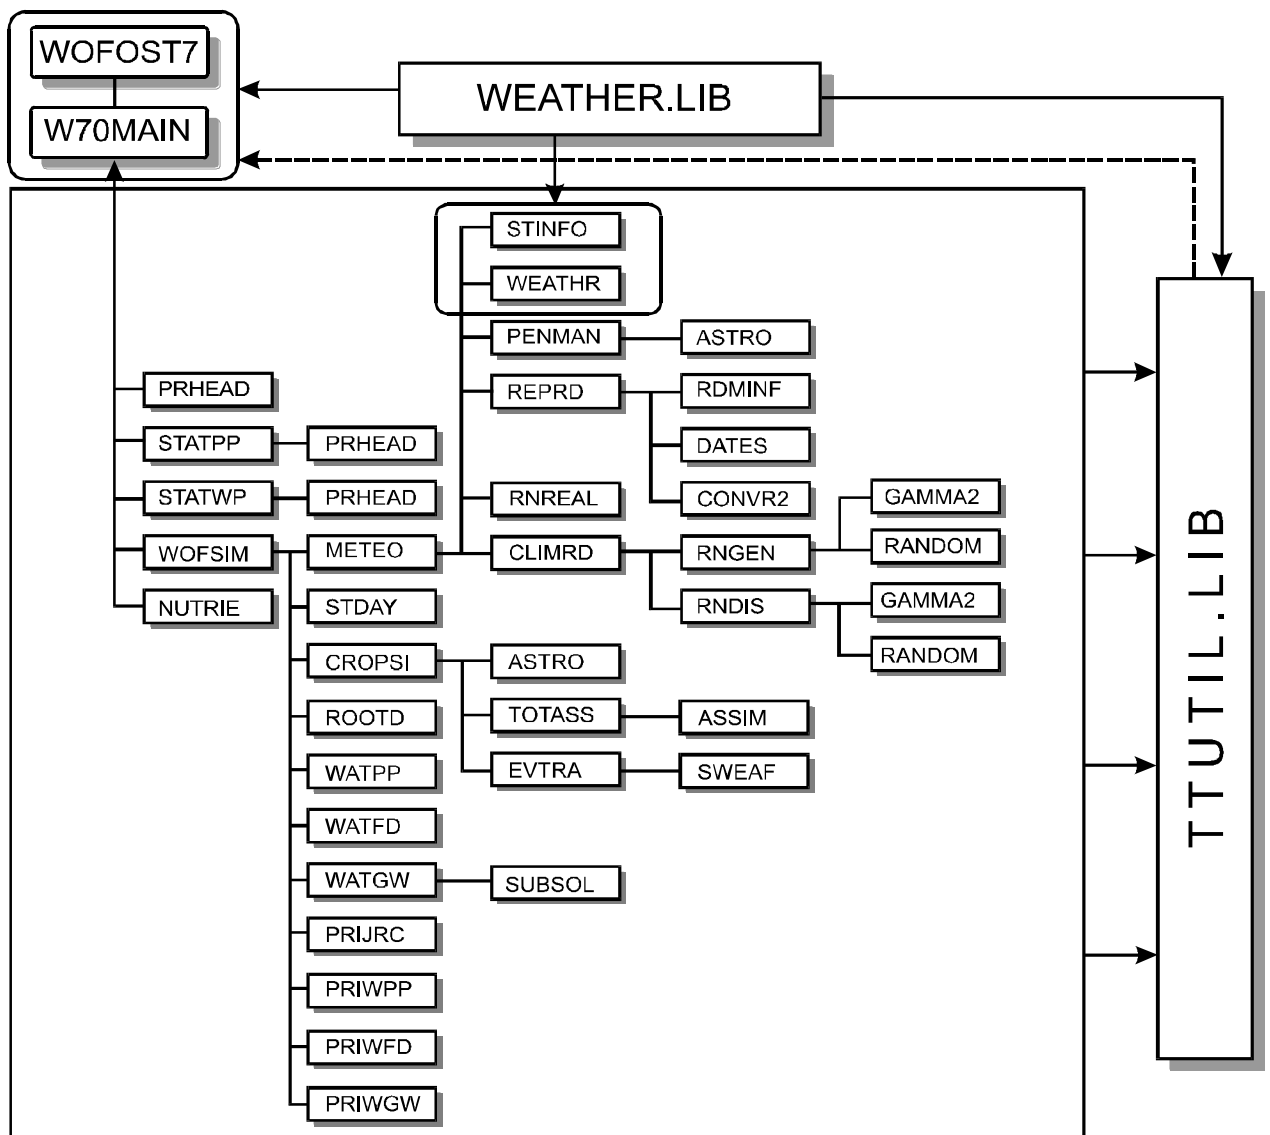 WOFOST7
W70MAIN
WEATHER.LIB
STINFO
WEATHR
PENMAN
ASTRO
PRHEAD
REPRD
RDMINF
STATPP
PRHEAD
DATES
STATWP
PRHEAD
RNREAL
CONVR2
GAMMA2
WOFSIM
METEO
CLIMRD
RNGEN
RANDOM
NUTRIE
STDAY
RNDIS
GAMMA2
CROPSI
ASTRO
RANDOM
ROOTD
TOTASS
ASSIM
WATPP
EVTRA
SWEAF
WATFD
WATGW
SUBSOL
PRIJRC
PRIWPP
PRIWFD
PRIWGW
TTUTIL.LIB